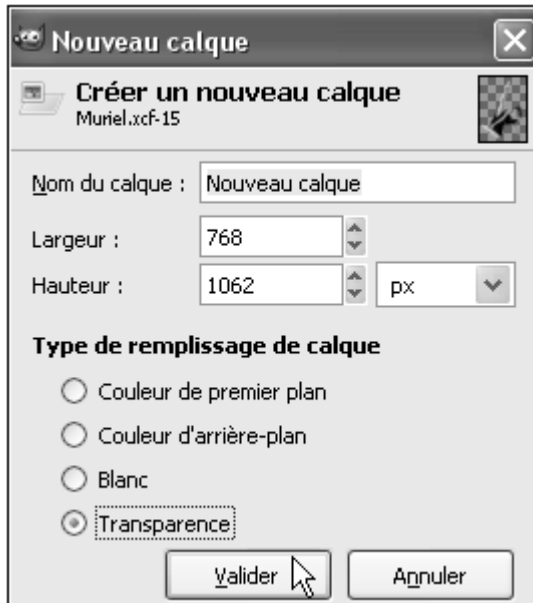 Nouveau calque
Créer un nouveau calque
Muriel.xcf-15
Nom du calque : Nouveau calque
Largeur : 768
Hauteur : 1062 px
Type de remplissage de calque
Couleur de premier plan
Couleur d'arrière-plan
Blanc
Transparence
Valider Annuler